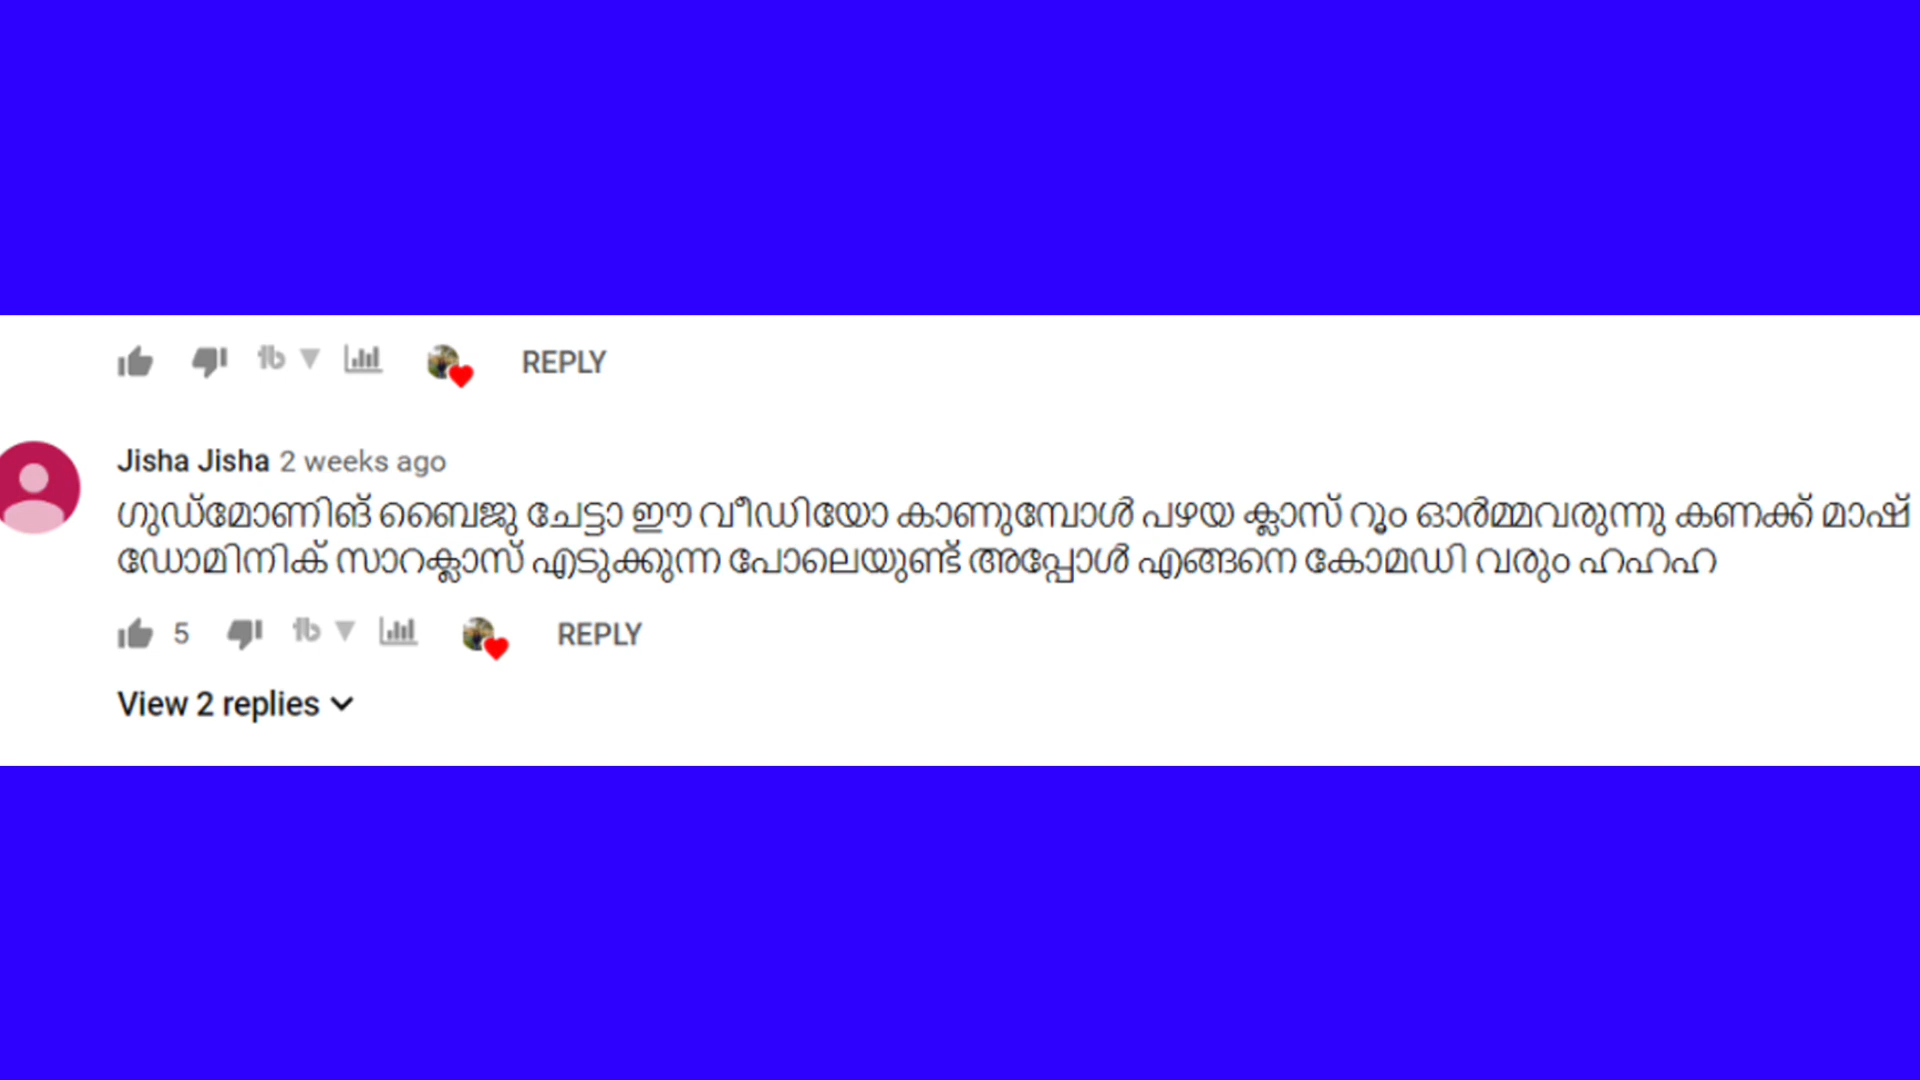 REPLY
Jisha Jisha 2 weeks ago
ഗുഡ്മോണിങ് ബൈജു ചേട്ടാ ഈ വീഡിയോ കാണുമ്പോൾ പഴയ ക്ലാസ് റൂം ഓർമ്മവരുന്നു കണക്ക് മാഷ്
ഡോമിനിക് സാറക്ലാസ് എടുക്കുന്ന പോലെയുണ്ട് അപ്പോൾ എങ്ങനെ കോമഡി വരും ഹഹഹ
5 REPLY
View 2 replies